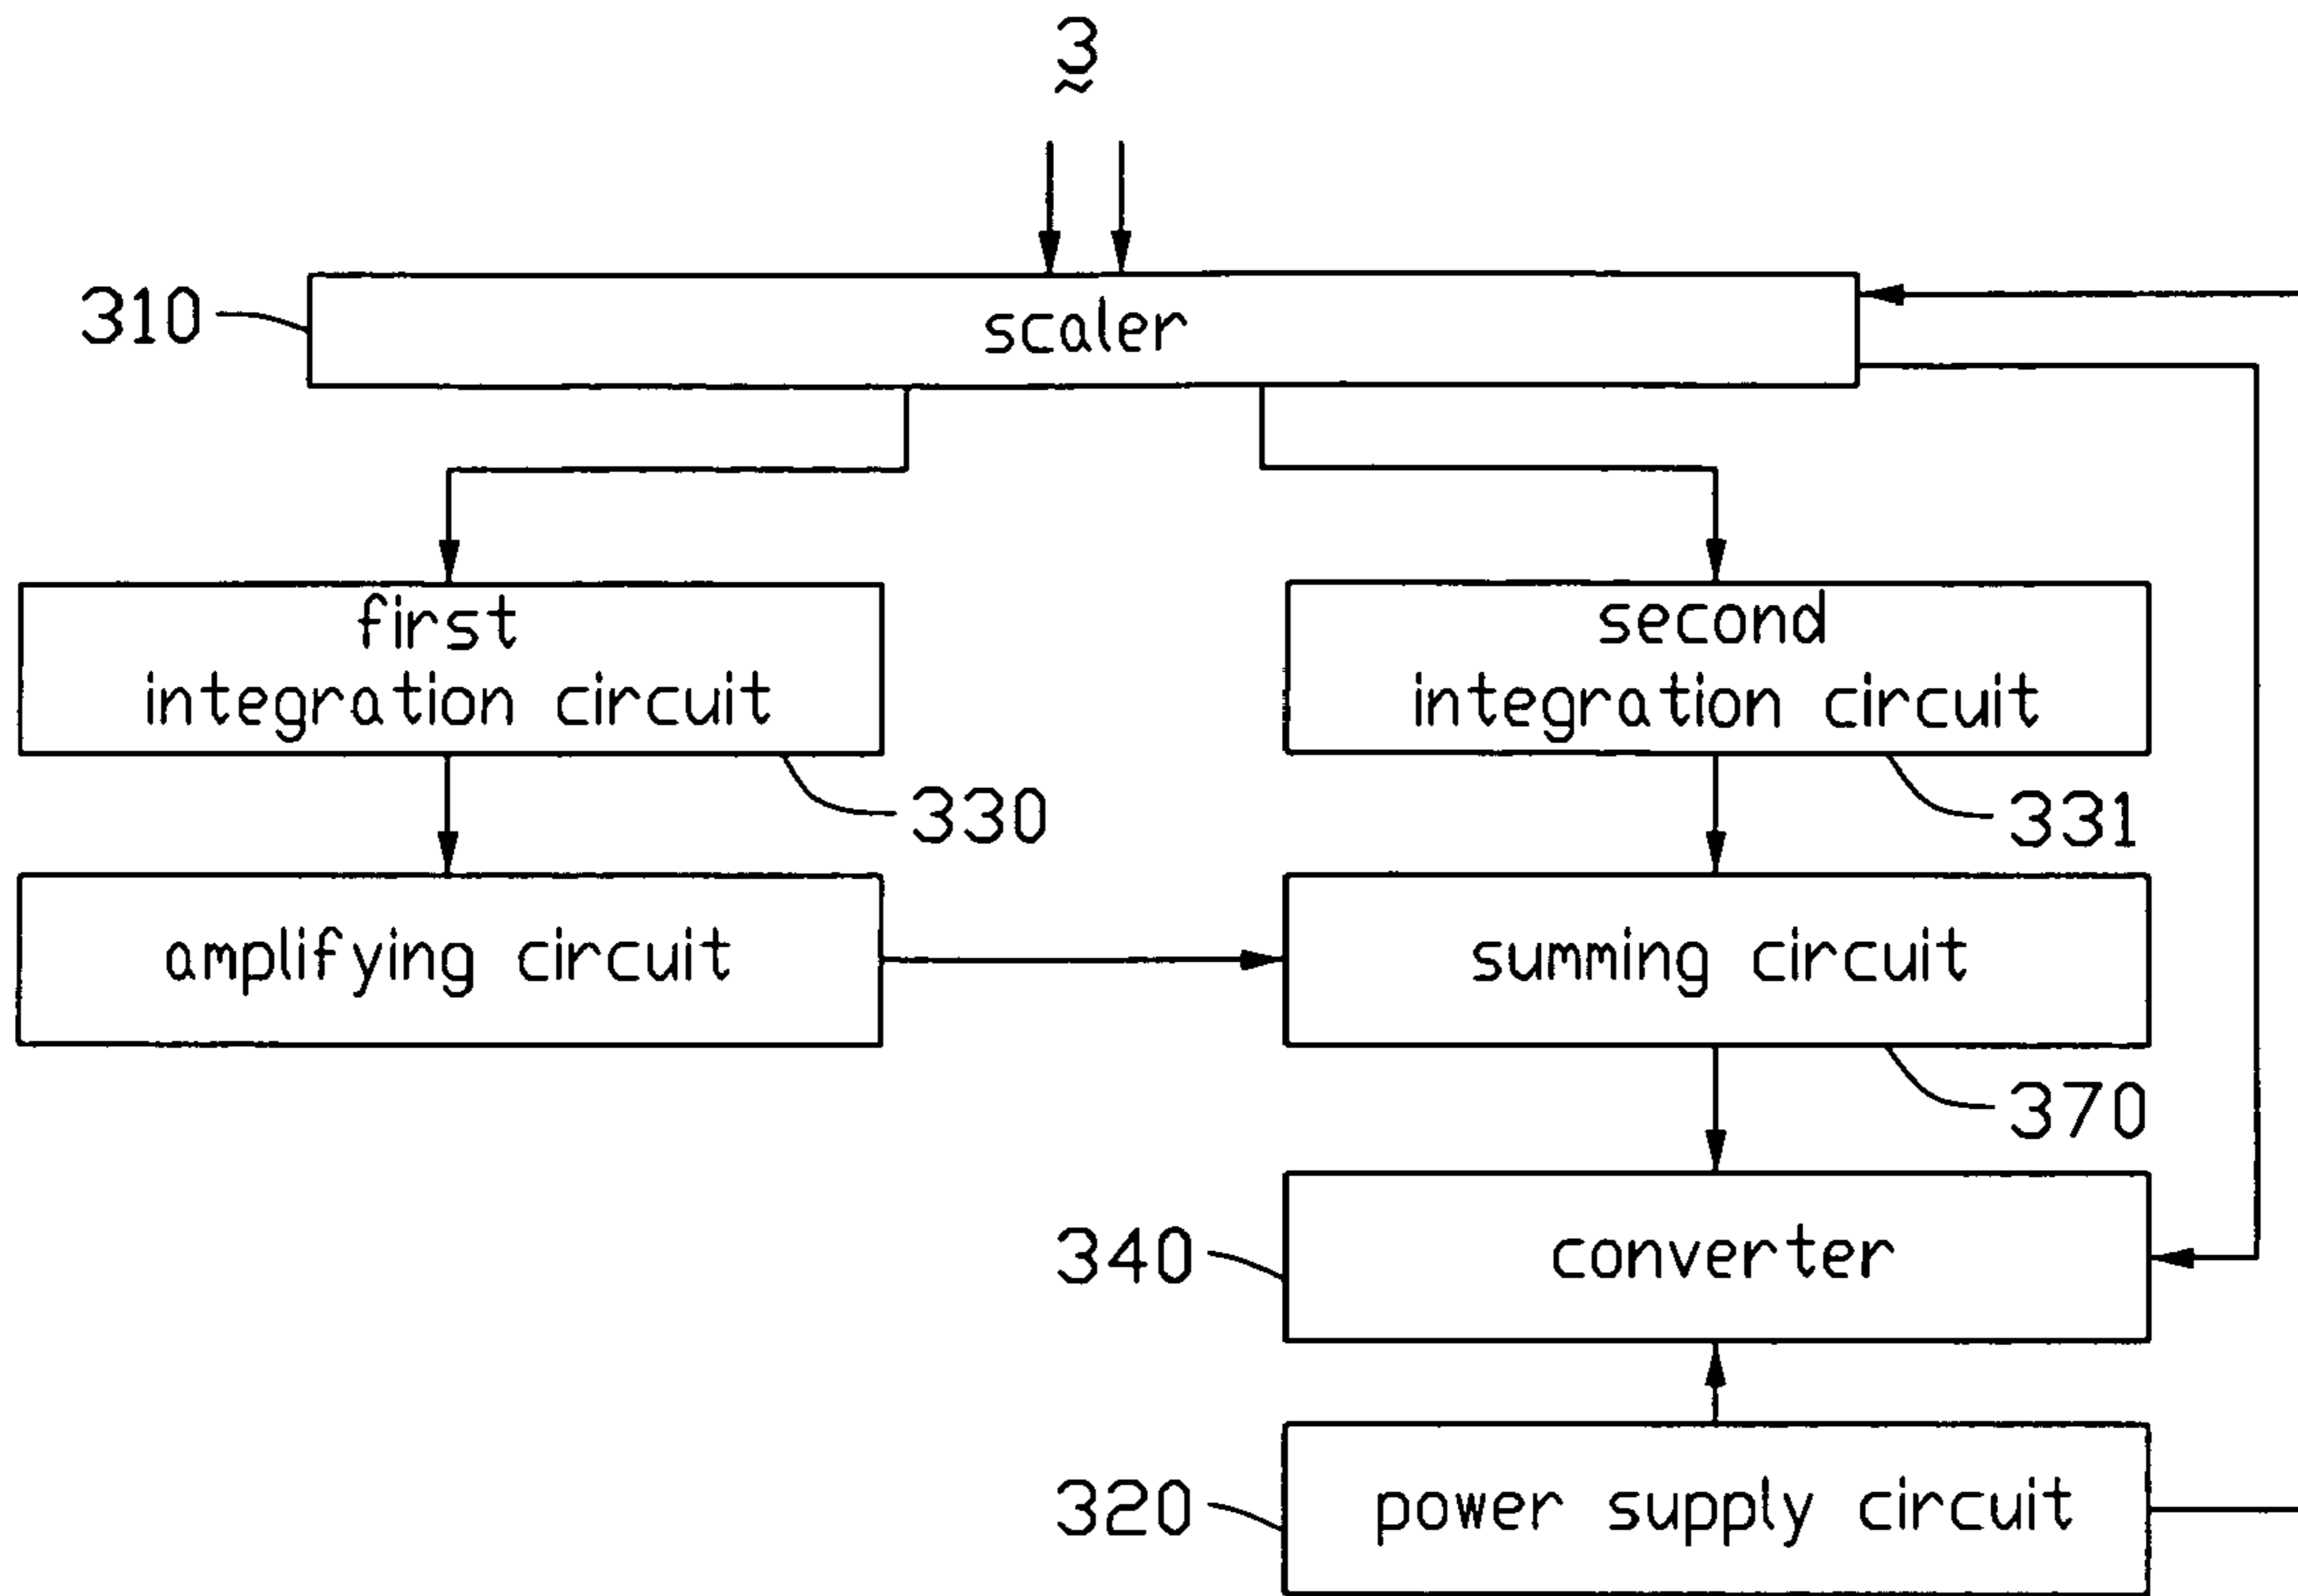 3
310
scaler
first
integration circuit
second
integration circuit
330
331
amplifying circuit
summing circuit
370
340
converter
320
power supply circuit